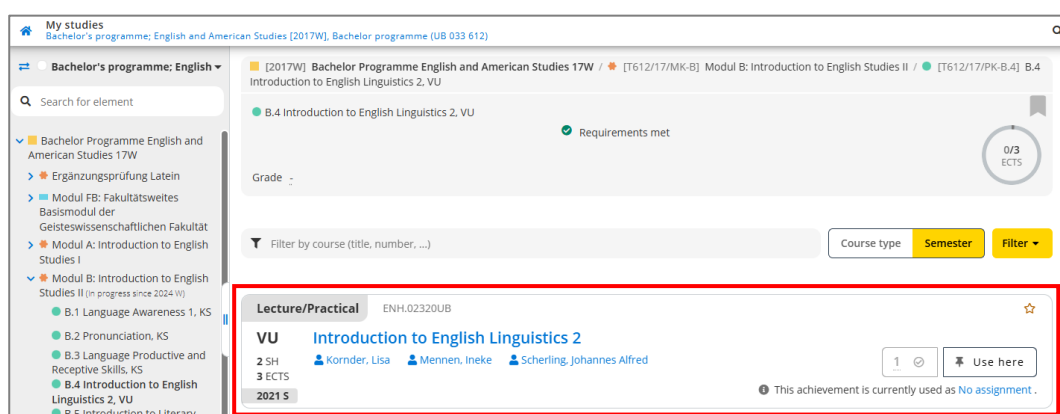 My studies
Bachelor's programme; English and American Studies [2017W], Bachelor programme (UB 033 612)
Bachelor's programme; English
Search for element
Bachelor Programme English and
American Studies 17W
Ergänzungsprüfung Latein
Modul FB: Fakultätsweites
Basismodul der
Geisteswissenschaftlichen Fakultät
Modul A: Introduction to English
Studies I
Modul B: Introduction to English
Studies II (In progress since 2024 W)
B.1 Language Awareness 1, KS
B.2 Pronunciation, KS
B.3 Language Productive and
Receptive Skills, KS
B.4 Introduction to English
Linguistics 2, VU
B.5 Introduction to Literary
[2017W] Bachelor Programme English and American Studies 17W / [T612/17/MK-B] Modul B: Introduction to English Studies II / [T612/17/PK-B.4] B.4
Introduction to English Linguistics 2, VU
B.4 Introduction to English Linguistics 2, VU
Requirements met
0/3
ECTS
Grade -
Filter by course (title, number, ...)
Course type
Semester
Filter
Lecture/Practical ENH.02320UB
VU Introduction to English Linguistics 2
2 SH Kornder, Lisa Mennen, Ineke Scherling, Johannes Alfred
3 ECTS
1 Use here
2021 S
This achievement is currently used as No assignment .